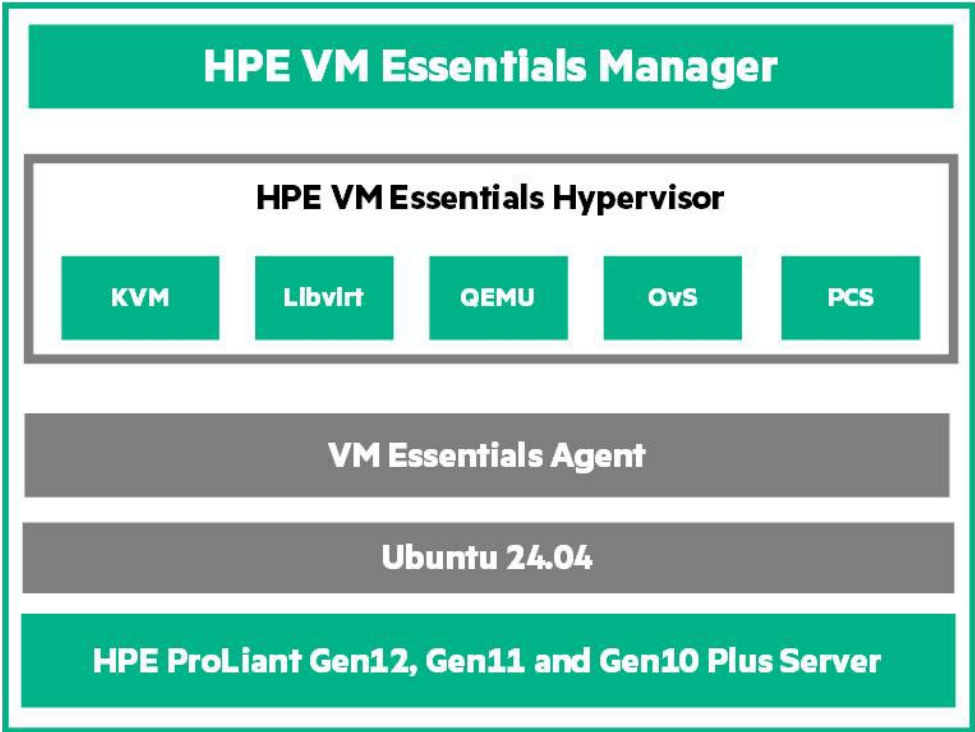 HPE VM Essentials Manager
HPE VM Essentials Hypervisor
KVM
Libvirt
QEMU
OvS
PCS
VM Essentials Agent
Ubuntu 24.04
HPE ProLiant Gen12, Gen11 and Gen10 Plus Server